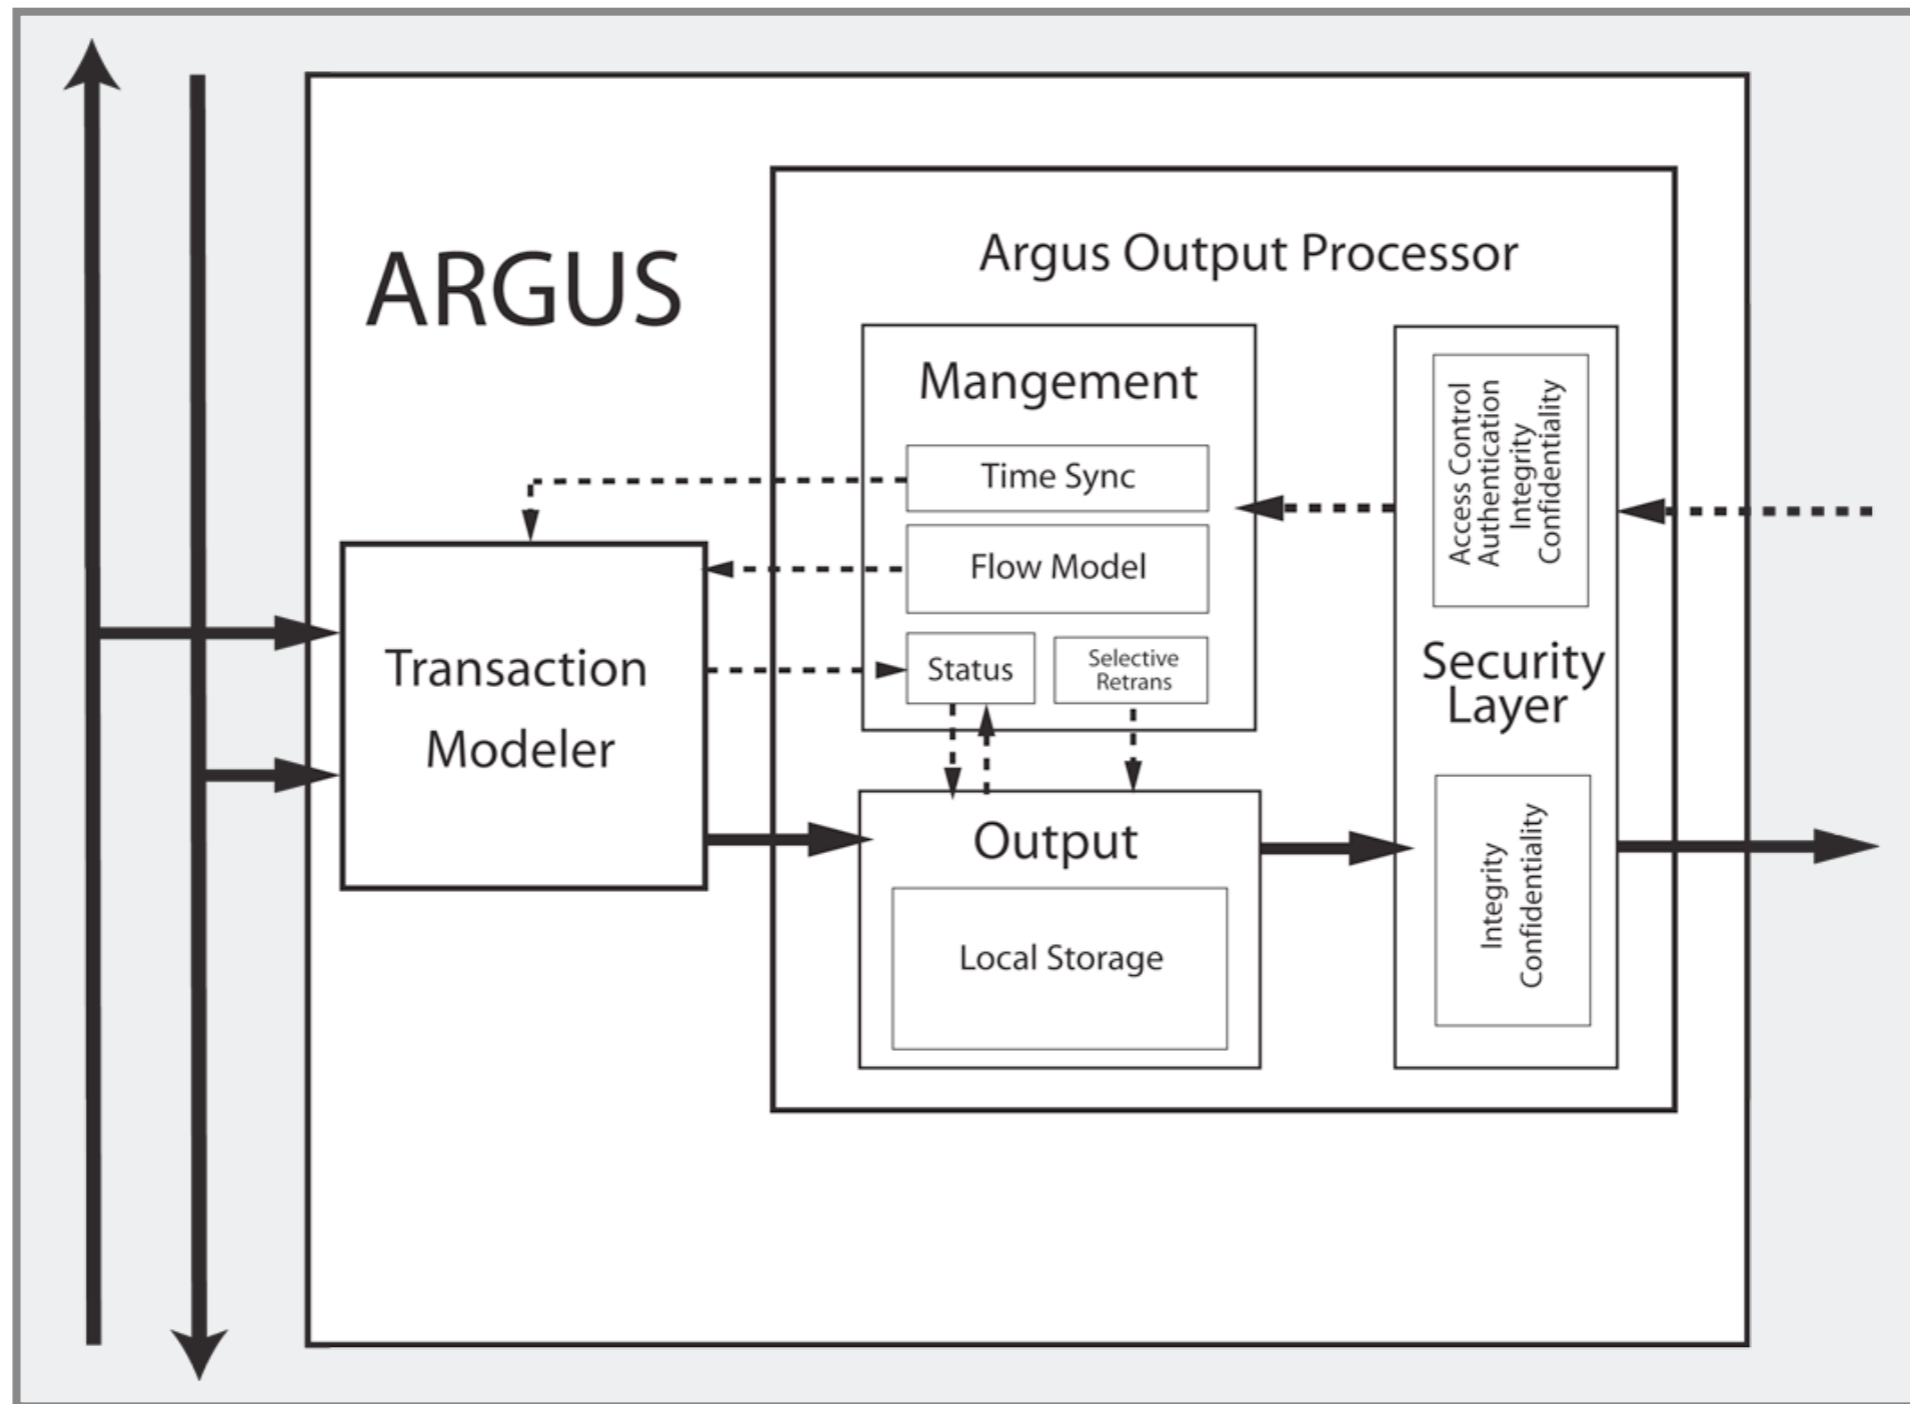 ARGUS
Argus Output Processor
Mangement
Time Sync
Flow Model
Status
Selective
Retrans
Transaction
Modeler
Output
Local Storage
Access Control
Authentication
Integrity
Confidentiality
Security
Layer
Integrity
Confidentiality